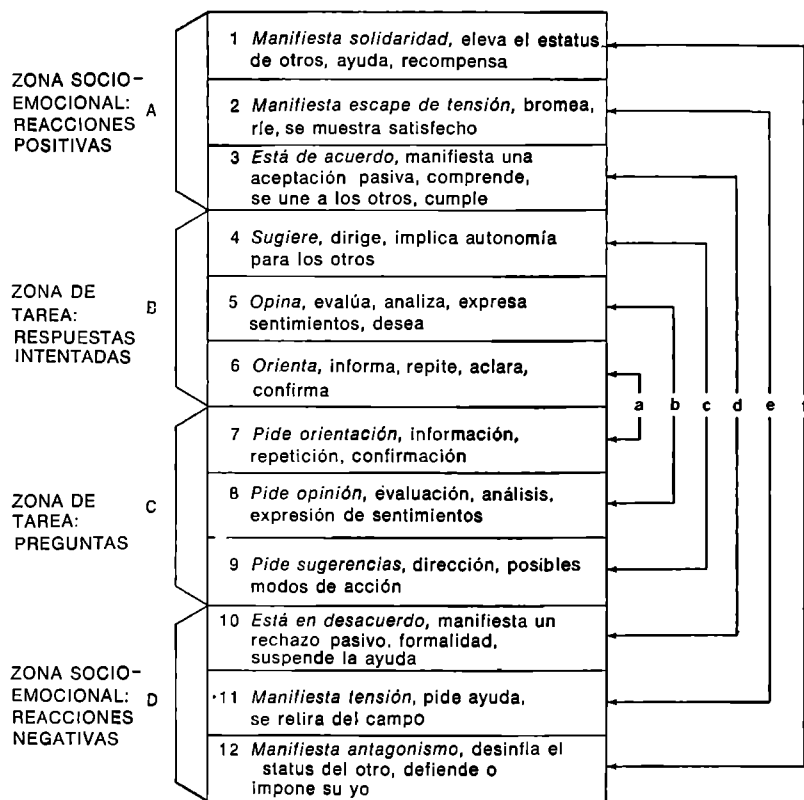 ZONA SOCIO-
EMOCIONAL:
REACCIONES
POSITIVAS
A
1 Manifiesta solidaridad, eleva el estatus
de otros, ayuda, recompensa
2 Manifiesta escape de tensión, bromea,
ríe, se muestra satisfecho
3 Está de acuerdo, manifiesta una
aceptación pasiva, comprende,
se une a los otros, cumple
ZONA DE
TAREA:
RESPUESTAS
INTENTADAS
B
4 Sugiere, dirige, implica autonomía
para los otros
5 Opina, evalúa, analiza, expresa
sentimientos, desea
6 Orienta, informa, repite, aclara,
confirma
ZONA DE
TAREA:
PREGUNTAS
C
7 Pide orientación, información,
repetición, confirmación
8 Pide opinión, evaluación, análisis,
expresión de sentimientos
9 Pide sugerencias, dirección, posibles
modos de acción
ZONA SOCIO-
EMOCIONAL:
REACCIONES
NEGATIVAS
D
10 Está en desacuerdo, manifiesta un
rechazo pasivo, formalidad,
suspende la ayuda
11 Manifiesta tensión, pide ayuda,
se retira del campo
12 Manifiesta antagonismo, desinfla el
status del otro, defiende o
impone su yo
a b c d e f